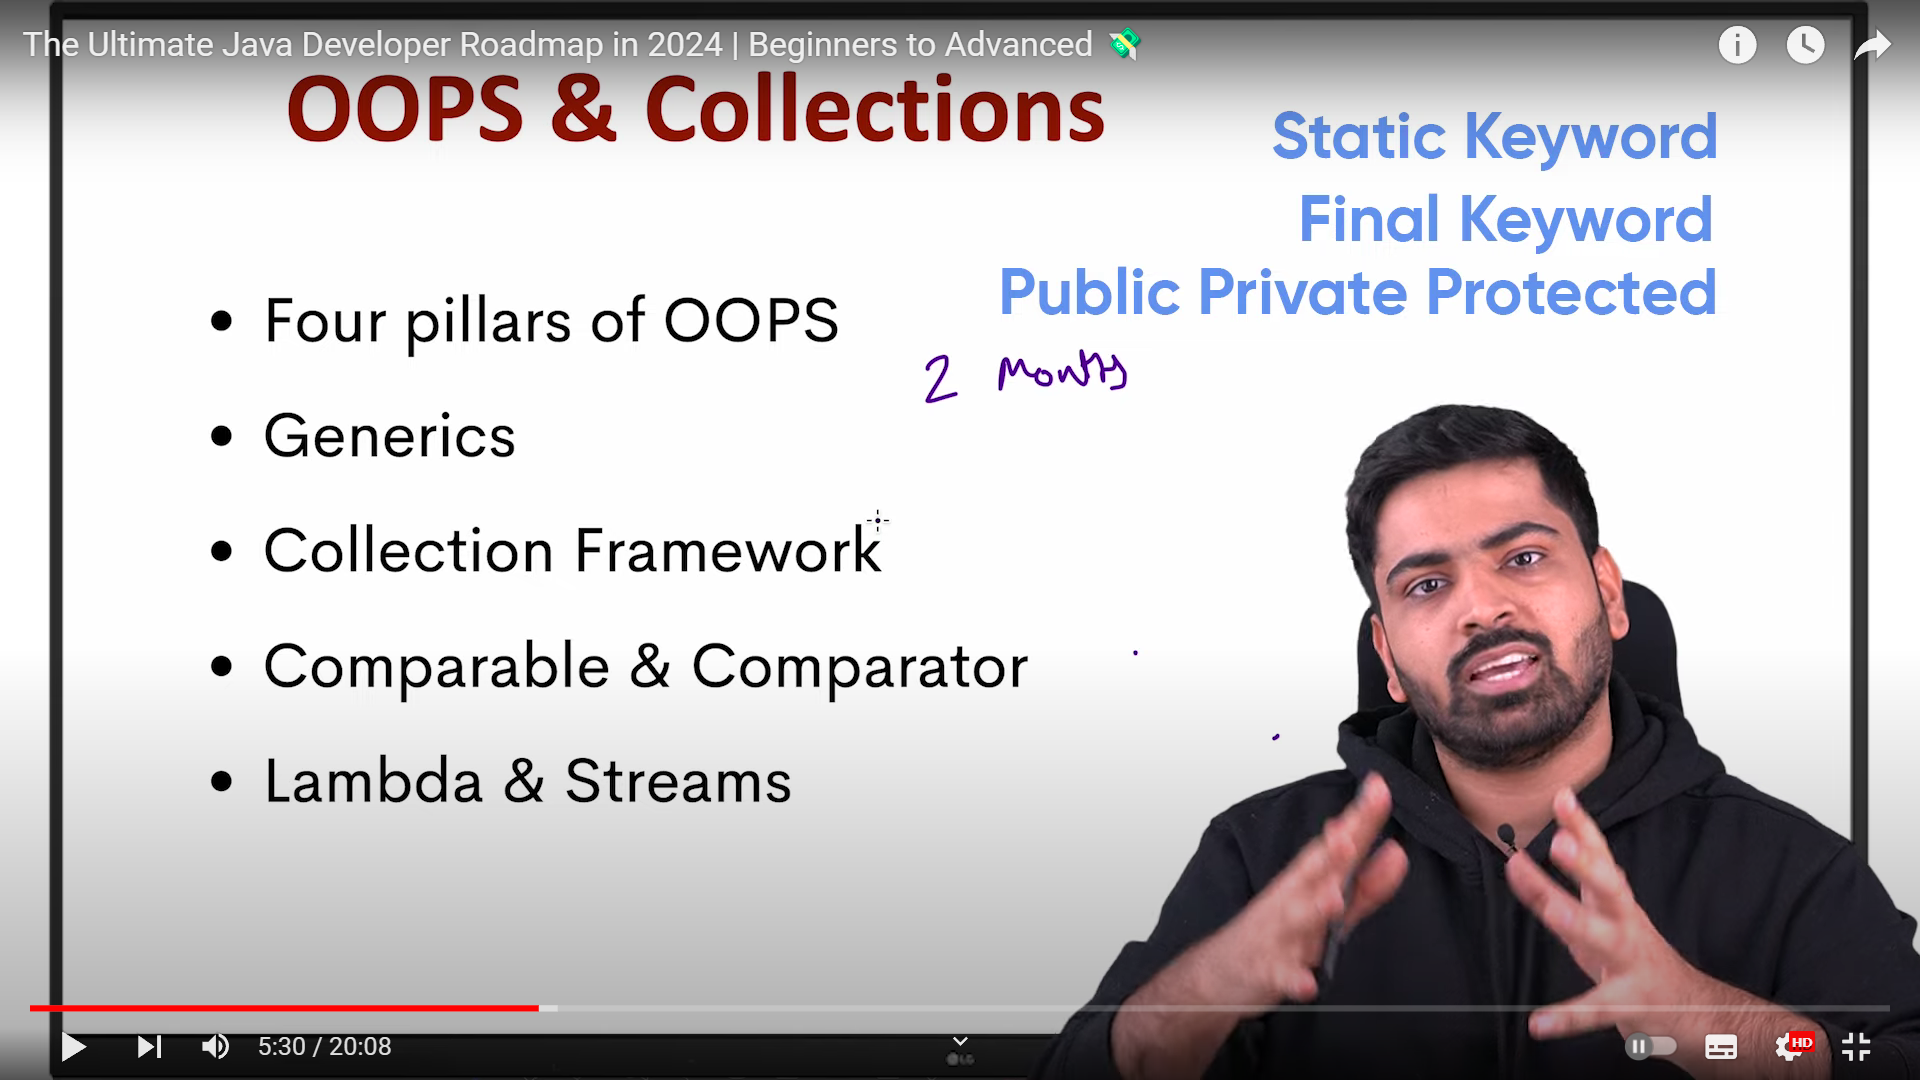 The Ultimate Java Developer Roadmap in 2024 | Beginners to Advanced 💸
OOPS & Collections
Static Keyword
Final Keyword
Public Private Protected
• Four pillars of OOPS
2 Months
• Generics
• Collection Framework
• Comparable & Comparator
• Lambda & Streams
5:30 / 20:08
HD
LG